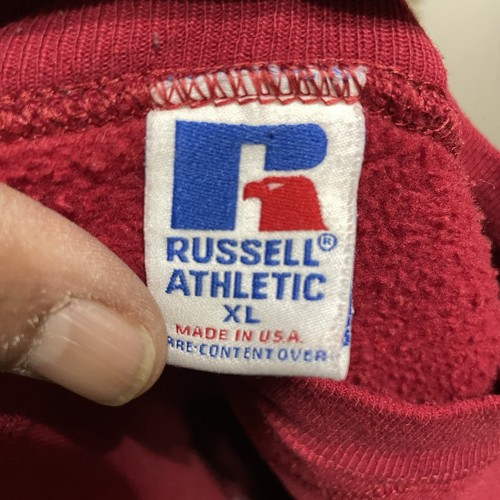 RUSSELL®
ATHLETIC
XL
MADE IN U.S.A.
ARE·CONTENT OVER